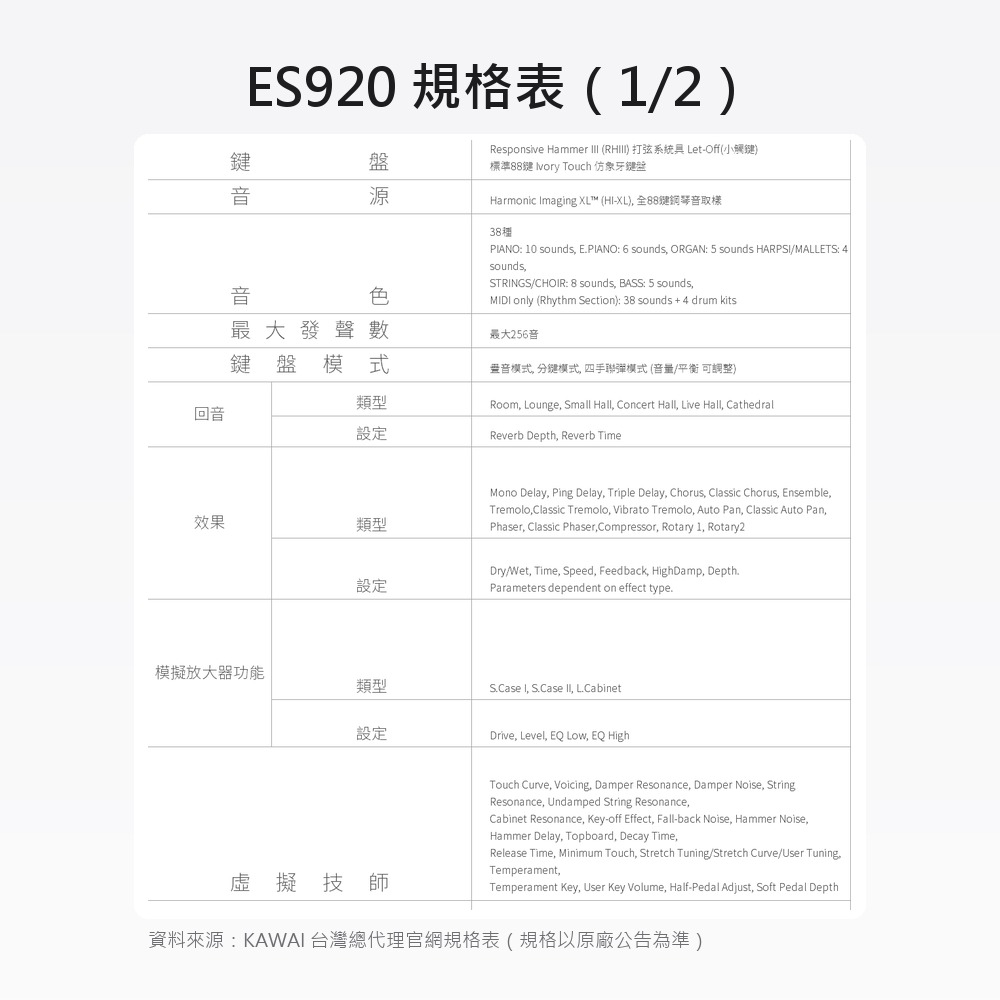 ES920 規格表 ( 1/2 )
鍵盤
Responsive Hammer III (RHIII) 打弦系統具 Let-Off(小觸鍵)
標準88鍵 Ivory Touch 仿象牙鍵盤
音源
Harmonic Imaging XL™ (HI-XL), 全88鍵鋼琴音取樣
音色
38種
PIANO: 10 sounds, E.PIANO: 6 sounds, ORGAN: 5 sounds HARPSI/MALLETS: 4
sounds,
STRINGS/CHOIR: 8 sounds, BASS: 5 sounds,
MIDI only (Rhythm Section): 38 sounds + 4 drum kits
最大發聲數
最大256音
鍵盤模式
疊音模式, 分鍵模式, 四手聯彈模式 (音量/平衡 可調整)
回音
類型
Room, Lounge, Small Hall, Concert Hall, Live Hall, Cathedral
設定
Reverb Depth, Reverb Time
效果
類型
Mono Delay, Ping Delay, Triple Delay, Chorus, Classic Chorus, Ensemble,
Tremolo,Classic Tremolo, Vibrato Tremolo, Auto Pan, Classic Auto Pan,
Phaser, Classic Phaser,Compressor, Rotary 1, Rotary2
設定
Dry/Wet, Time, Speed, Feedback, HighDamp, Depth.
Parameters dependent on effect type.
模擬放大器功能
類型
S.Case I, S.Case II, L.Cabinet
設定
Drive, Level, EQ Low, EQ High
虛擬技師
Touch Curve, Voicing, Damper Resonance, Damper Noise, String
Resonance, Undamped String Resonance,
Cabinet Resonance, Key-off Effect, Fall-back Noise, Hammer Noise,
Hammer Delay, Topboard, Decay Time,
Release Time, Minimum Touch, Stretch Tuning/Stretch Curve/User Tuning,
Temperament,
Temperament Key, User Key Volume, Half-Pedal Adjust, Soft Pedal Depth
資料來源：KAWAI 台灣總代理官網規格表 ( 規格以原廠公告為準 )